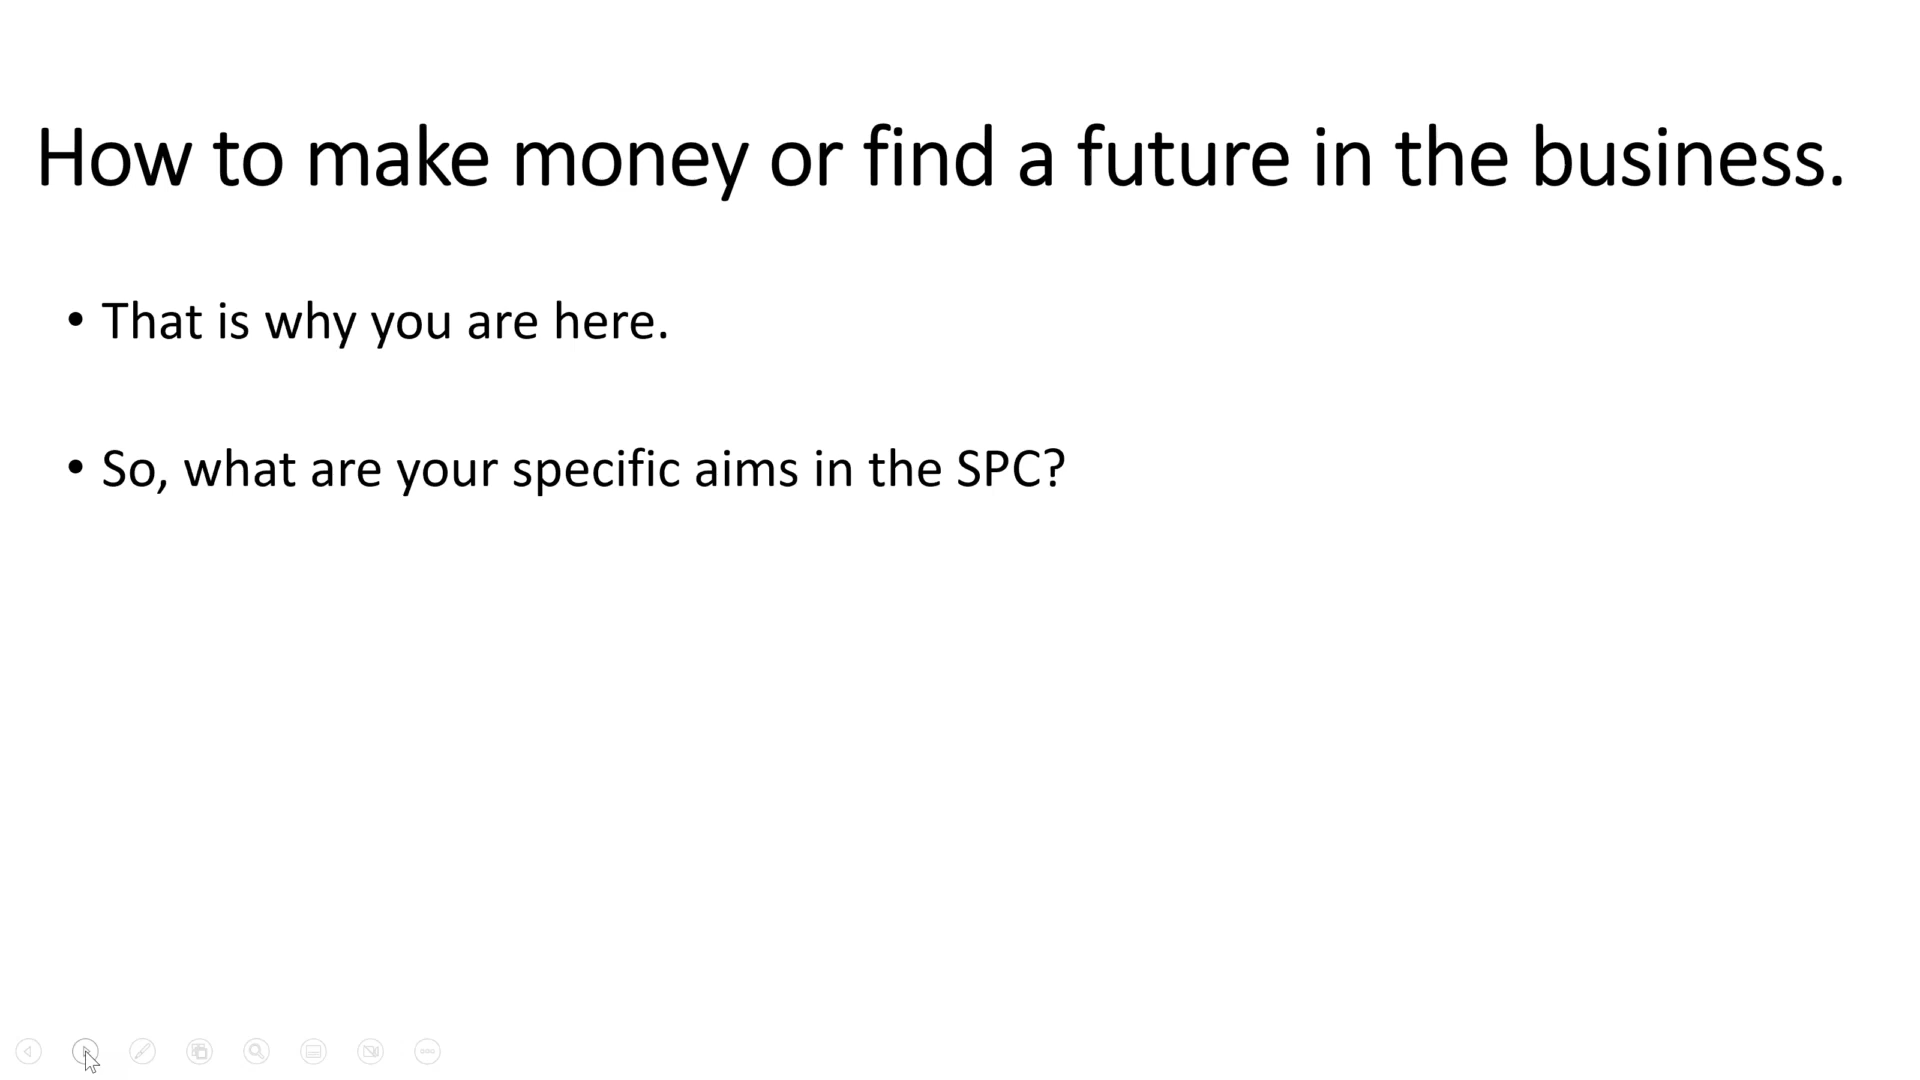 How to make money or find a future in the business.
• That is why you are here.
• So, what are your specific aims in the SPC?